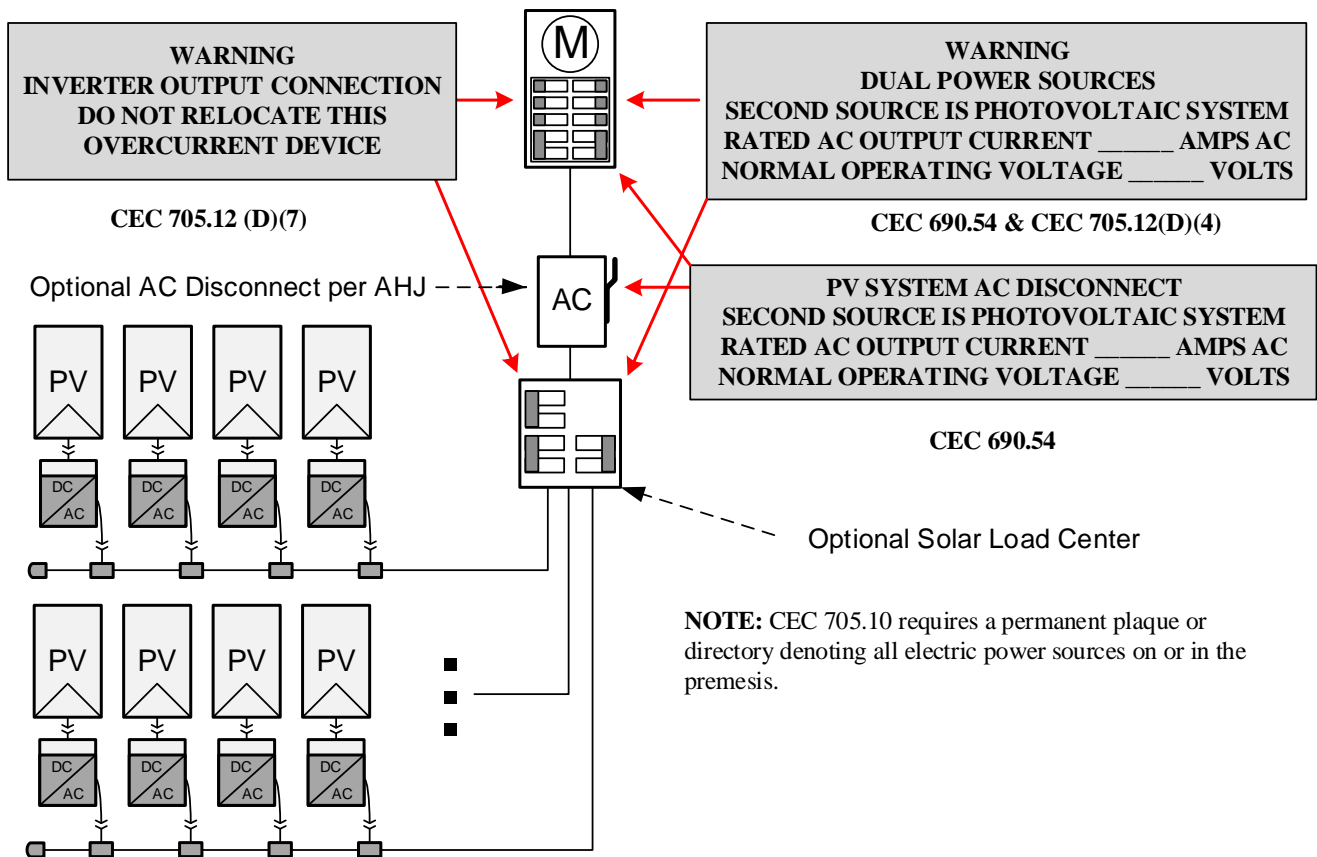 WARNING
INVERTER OUTPUT CONNECTION
DO NOT RELOCATE THIS
OVERCURRENT DEVICE
CEC 705.12 (D)(7)
M
WARNING
DUAL POWER SOURCES
SECOND SOURCE IS PHOTOVOLTAIC SYSTEM
RATED AC OUTPUT CURRENT ______ AMPS AC
NORMAL OPERATING VOLTAGE ______ VOLTS
CEC 690.54 & CEC 705.12(D)(4)
Optional AC Disconnect per AHJ
AC
PV SYSTEM AC DISCONNECT
SECOND SOURCE IS PHOTOVOLTAIC SYSTEM
RATED AC OUTPUT CURRENT ______ AMPS AC
NORMAL OPERATING VOLTAGE ______ VOLTS
CEC 690.54
PV PV PV PV
DC DC DC DC
AC AC AC AC
Optional Solar Load Center
NOTE: CEC 705.10 requires a permanent plaque or
directory denoting all electric power sources on or in the
premesis.
PV PV PV PV
DC DC DC DC
AC AC AC AC